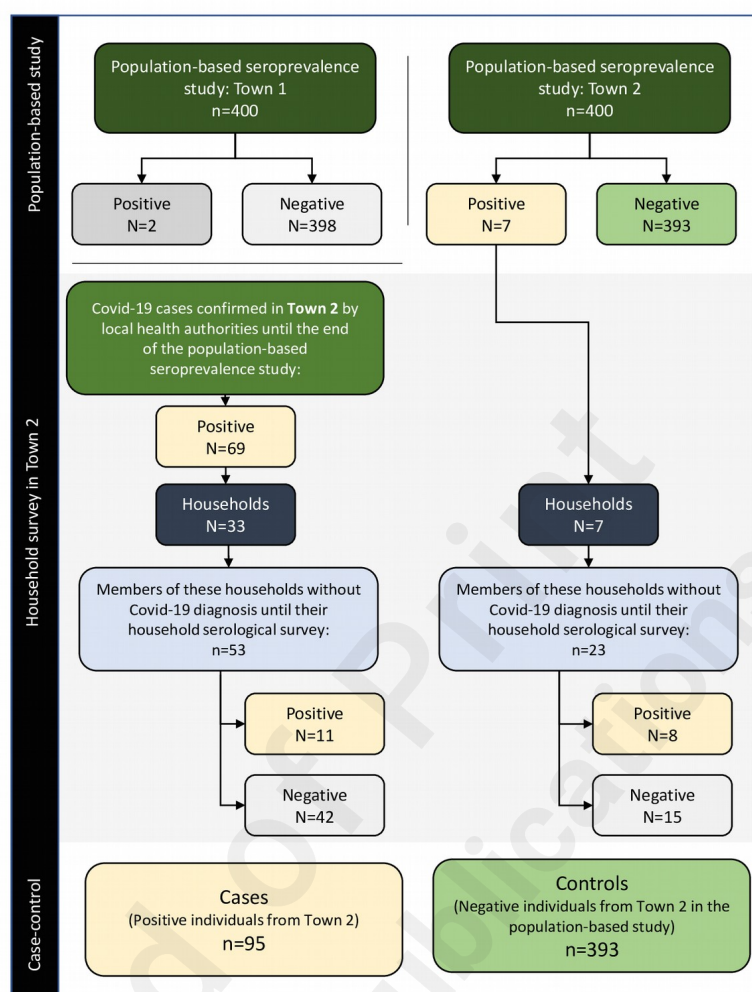 Population-based study
Population-based seroprevalence
study: Town 1
n=400
Population-based seroprevalence
study: Town 2
n=400
Positive
N=2
Negative
N=398
Positive
N=7
Negative
N=393
Household survey in Town 2
Covid-19 cases confirmed in Town 2 by
local health authorities until the end
of the population-based
seroprevalence study:
Positive
N=69
Households
N=33
Households
N=7
Members of these households without
Covid-19 diagnosis until their
household serological survey:
n=53
Members of these households without
Covid-19 diagnosis until their
household serological survey:
n=23
Positive
N=11
Positive
N=8
Negative
N=42
Negative
N=15
Case-control
Cases
(Positive individuals from Town 2)
n=95
Controls
(Negative individuals from Town 2 in the
population-based study)
n=393
of Print